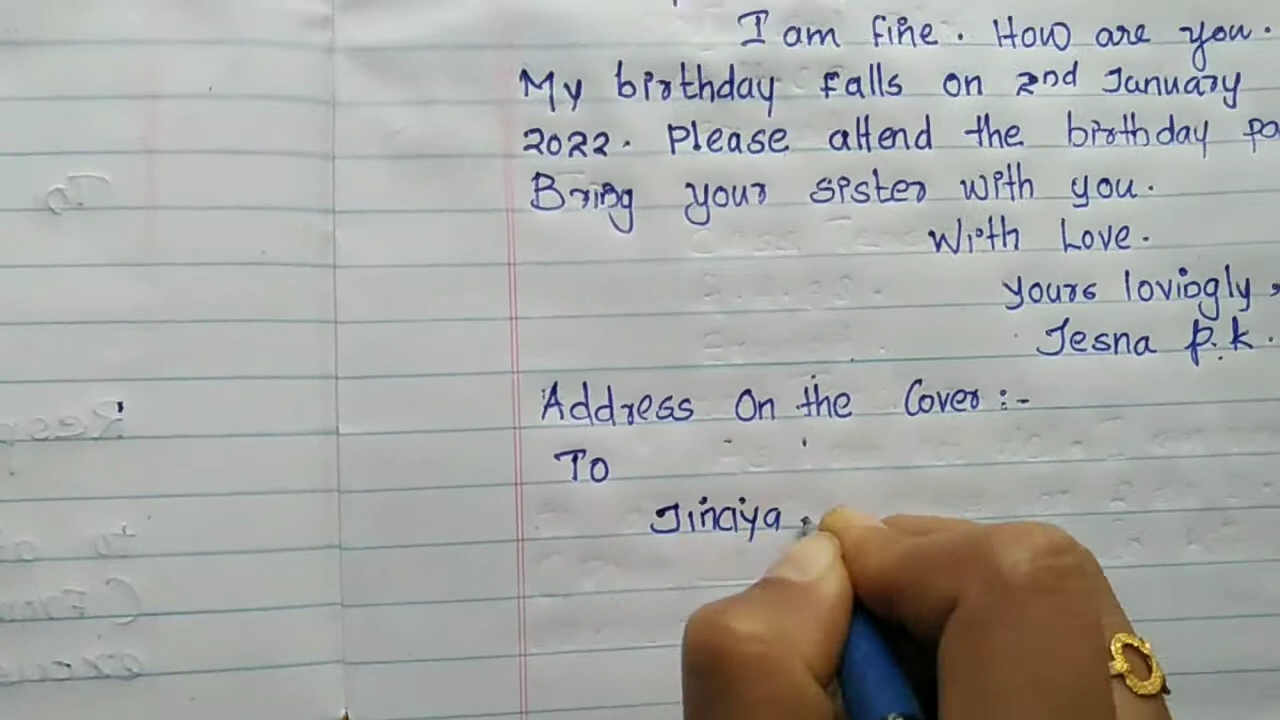 I am fine. How are you.
My birthday falls on 2nd January
2022. Please attend the birthday pa
Bring your sister with you.
With Love.
Yours lovingly,
Jesna P.K.
Address On the Cover :-
To
Jinciya